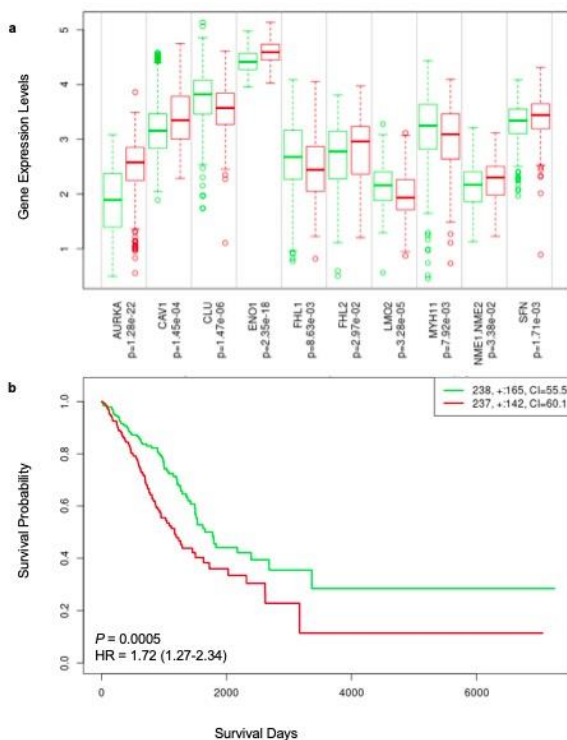 a
Gene Expression Levels
5
4
3
2
1
AURKA
p=1.28e-22
CAV1
p=1.45e-04
CLU
p=1.47e-06
ENO1
p=2.35e-18
FHL1
p=8.63e-03
FHL2
p=2.97e-02
LMO2
p=3.28e-05
MYH11
p=7.92e-03
NME1.NME2
p=3.38e-02
SFN
p=1.71e-03
b
238, +:165, CI=55.5
237, +:142, CI=60.1
Survival Probability
1.0
0.8
0.6
0.4
0.2
0.0
P = 0.0005
HR = 1.72 (1.27-2.34)
0
2000
4000
6000
Survival Days